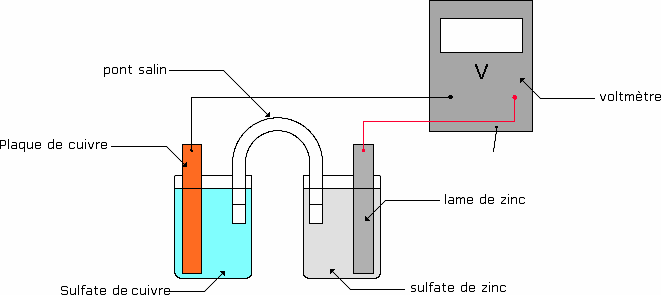 pont salin
V
voltmètre
Plaque de cuivre
lame de zinc
Sulfate de cuivre
sulfate de zinc